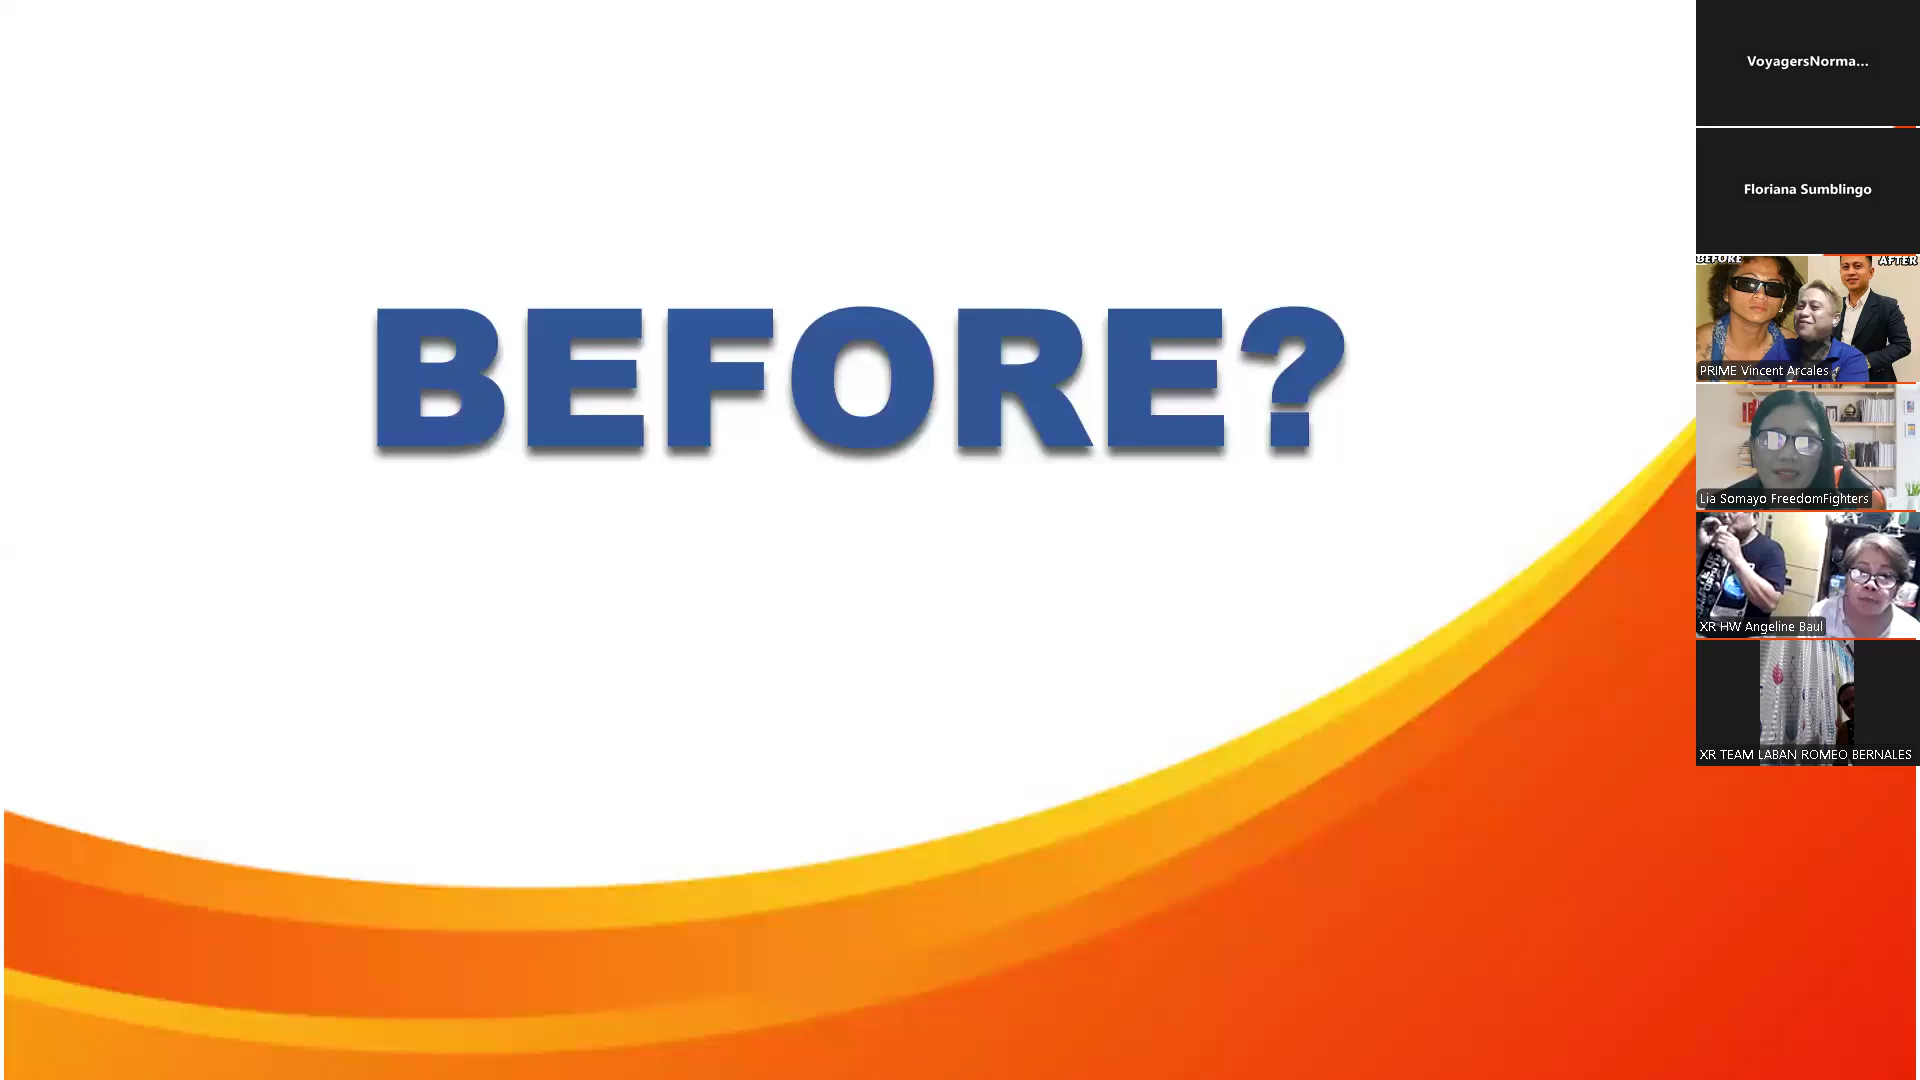 BEFORE?
VoyagersNorma...
Floriana Sumblingo
BEFORE
AFTER
PRIME Vincent Arcales
Lia Somayo FreedomFighters
XR HW Angeline Baul
XR TEAM LABAN ROMEO BERNALES